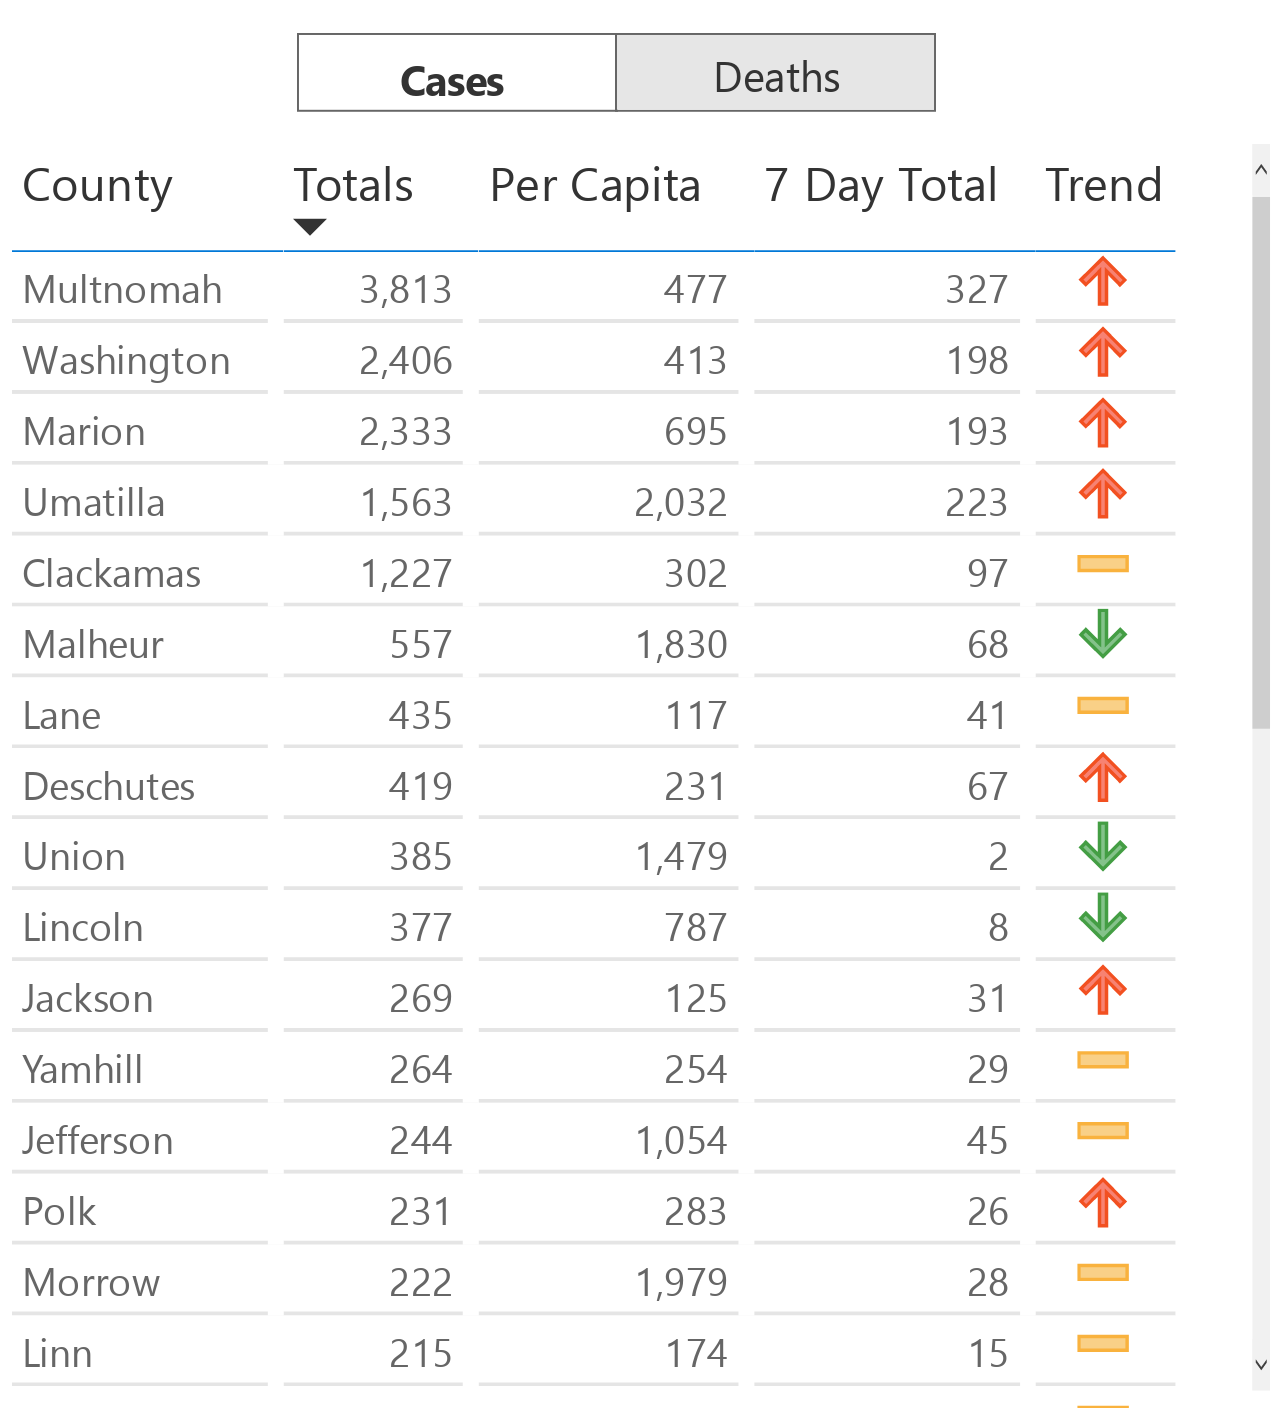 Cases Deaths
County Totals Per Capita 7 Day Total Trend
Multnomah 3,813 477 327
Washington 2,406 413 198
Marion 2,333 695 193
Umatilla 1,563 2,032 223
Clackamas 1,227 302 97
Malheur 557 1,830 68
Lane 435 117 41
Deschutes 419 231 67
Union 385 1,479 2
Lincoln 377 787 8
Jackson 269 125 31
Yamhill 264 254 29
Jefferson 244 1,054 45
Polk 231 283 26
Morrow 222 1,979 28
Linn 215 174 15